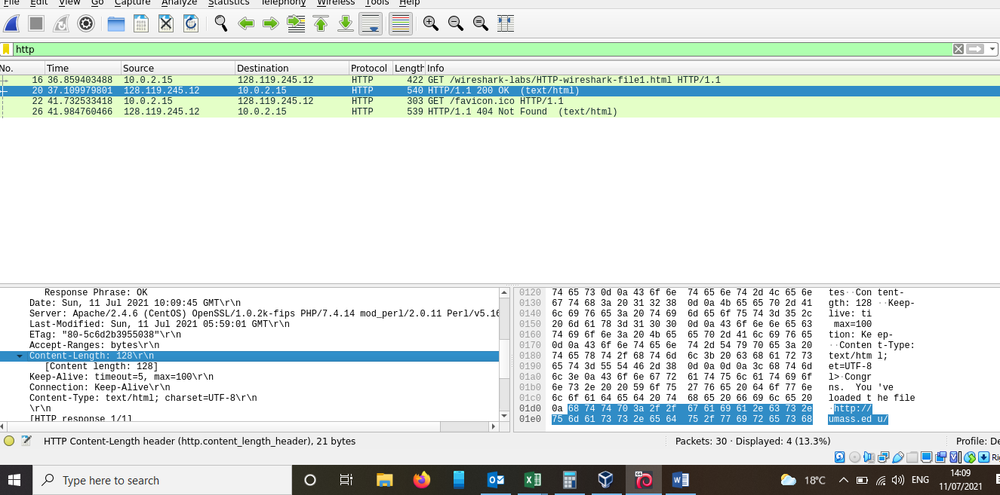 File Edit View Go Capture Analyze Statistics Telephony Wireless Tools Help
http
No. Time Source Destination Protocol Length Info
16 36.859403488 10.0.2.15 128.119.245.12 HTTP 422 GET /wireshark-labs/HTTP-wireshark-file1.html HTTP/1.1
20 37.109979801 128.119.245.12 10.0.2.15 HTTP 540 HTTP/1.1 200 OK (text/html)
22 41.732533418 10.0.2.15 128.119.245.12 HTTP 303 GET /favicon.ico HTTP/1.1
26 41.984760466 128.119.245.12 10.0.2.15 HTTP 539 HTTP/1.1 404 Not Found (text/html)
Response Phrase: OK
Date: Sun, 11 Jul 2021 10:09:45 GMT\r\n
Server: Apache/2.4.6 (CentOS) OpenSSL/1.0.2k-fips PHP/7.4.14 mod_perl/2.0.11 Perl/v5.16
Last-Modified: Sun, 11 Jul 2021 05:59:01 GMT\r\n
ETag: "80-5c6d2b3955038"\r\n
Accept-Ranges: bytes\r\n
Content-Length: 128\r\n
[Content length: 128]
Keep-Alive: timeout=5, max=100\r\n
Connection: Keep-Alive\r\n
Content-Type: text/html; charset=UTF-8\r\n
\r\n
[HTTP response 1/1]
0120 74 65 73 0d 0a 43 6f 6e 74 65 6e 74 2d 4c 65 6e tes··Con tent-
0130 67 74 68 3a 20 31 32 38 0d 0a 4b 65 65 70 2d 41 gth: 128 ··Keep-
0140 6c 69 76 65 3a 20 74 69 6d 65 6f 75 74 3d 35 2c live: ti
0150 20 6d 61 78 3d 31 30 30 0d 0a 43 6f 6e 6e 65 63 max=100
0160 74 69 6f 6e 3a 20 4b 65 65 70 2d 41 6c 69 76 65 tion: Ke ep-
0170 0d 0a 43 6f 6e 74 65 6e 74 2d 54 79 70 65 3a 20 ··Conten t-Type:
0180 74 65 78 74 2f 68 74 6d 6c 3b 20 63 68 61 72 73 text/htm l;
0190 65 74 3d 55 54 46 2d 38 0d 0a 0d 0a 3c 68 74 6d et=UTF-8
01a0 6c 3e 0a 43 6f 6e 67 72 61 74 75 6c 61 74 69 6f l>·Congr
01b0 6e 73 2e 20 20 59 6f 75 27 76 65 20 64 6f 77 6e ns. You 've
01c0 6c 6f 61 64 65 64 20 74 68 65 20 66 69 6c 65 20 loaded t he file
01d0 0a 68 74 74 70 3a 2f 2f 67 61 69 61 2e 63 73 2e ·http://
01e0 75 6d 61 73 73 2e 65 64 75 2f 77 69 72 65 73 68 umass.ed u/
HTTP Content-Length header (http.content_length_header), 21 bytes
Packets: 30 · Displayed: 4 (13.3%)
Profile: De
Rig
Type here to search
18°C
ENG
14:09
11/07/2021